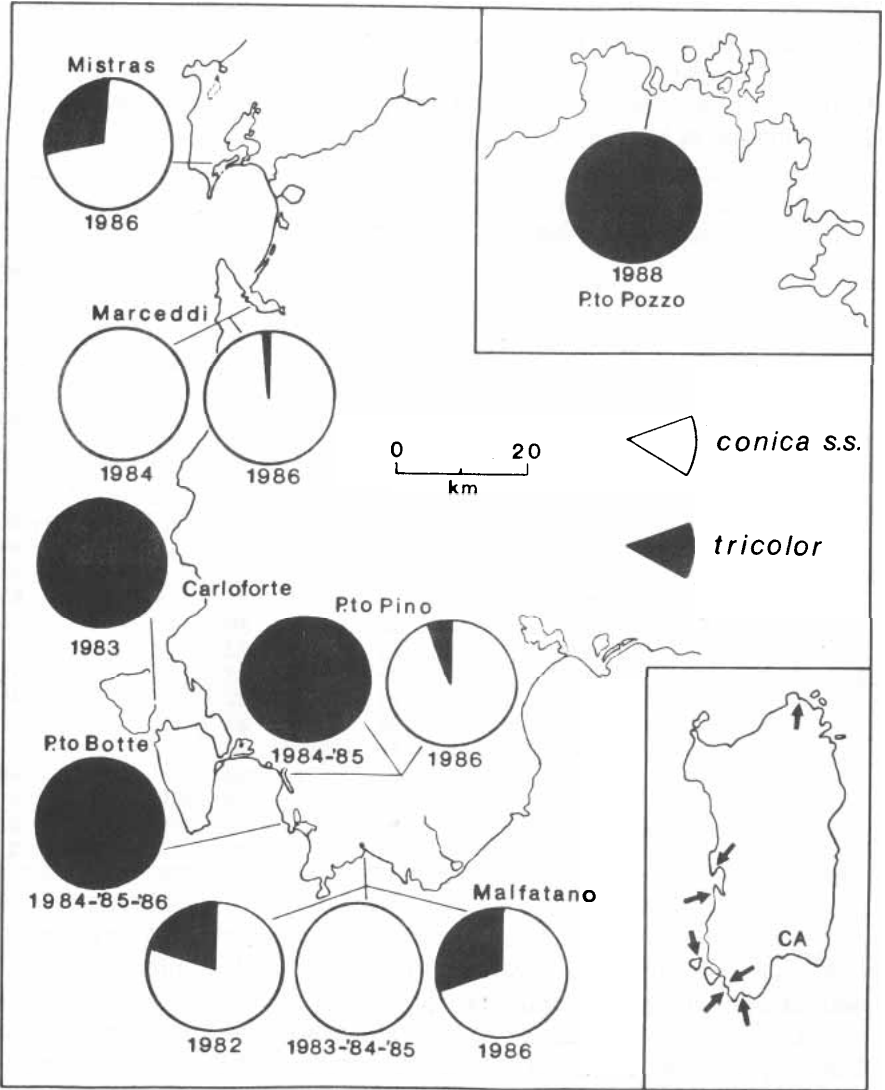 Mistras
1986
1988
P.to Pozzo
Marceddi
1984
1986
0 20
km
conica s.s.
tricolor
Carloforte
1983
P.to Pino
1984-'85
1986
P.to Botte
1984-'85-'86
Malfatano
1982
1983-'84-'85
1986
CA